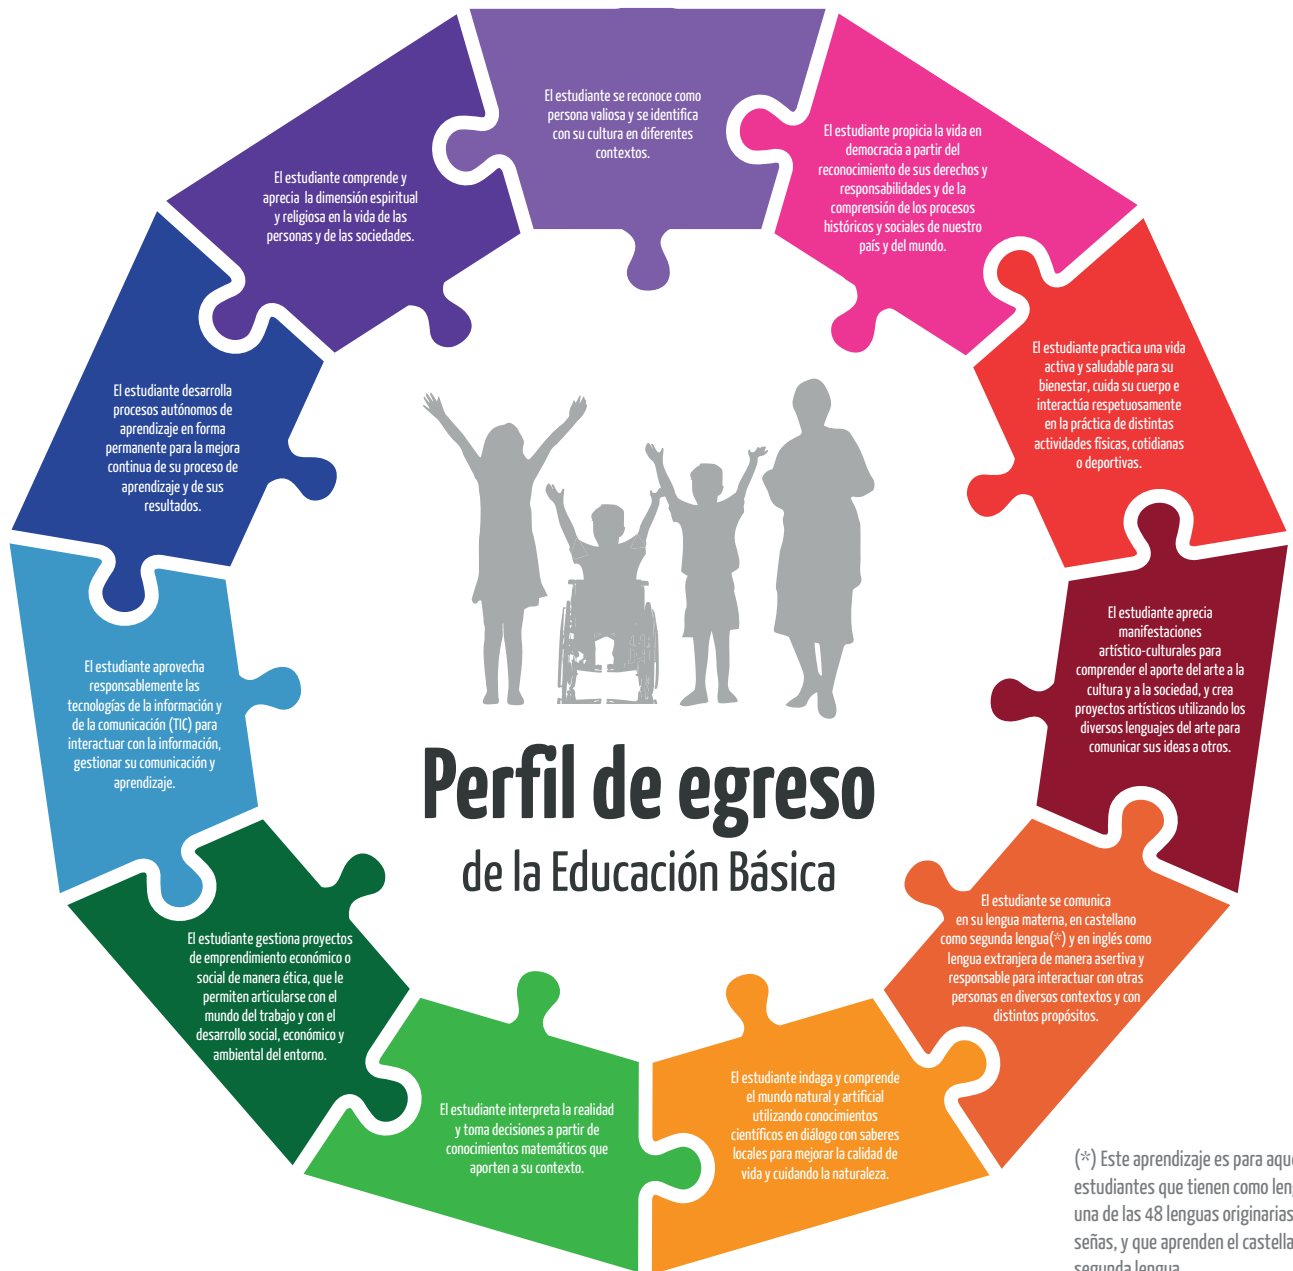 El estudiante se reconoce como
persona valiosa y se identifica
con su cultura en diferentes
contextos.
El estudiante propicia la vida en
democracia a partir del
reconocimiento de sus derechos y
responsabilidades y de la
comprensión de los procesos
históricos y sociales de nuestro
país y del mundo.
El estudiante practica una vida
activa y saludable para su
bienestar, cuida su cuerpo e
interactúa respetuosamente
en la práctica de distintas
actividades físicas, cotidianas
o deportivas.
El estudiante aprecia
manifestaciones
artístico-culturales para
comprender el aporte del arte a la
cultura y a la sociedad, y crea
proyectos artísticos utilizando los
diversos lenguajes del arte para
comunicar sus ideas a otros.
El estudiante se comunica
en su lengua materna, en castellano
como segunda lengua(*) y en inglés como
lengua extranjera de manera asertiva y
responsable para interactuar con otras
personas en diversos contextos y con
distintos propósitos.
El estudiante indaga y comprende
el mundo natural y artificial
utilizando conocimientos
científicos en diálogo con saberes
locales para mejorar la calidad de
vida y cuidando la naturaleza.
El estudiante interpreta la realidad
y toma decisiones a partir de
conocimientos matemáticos que
aporten a su contexto.
El estudiante gestiona proyectos
de emprendimiento económico o
social de manera ética, que le
permiten articularse con el
mundo del trabajo y con el
desarrollo social, económico y
ambiental del entorno.
El estudiante aprovecha
responsablemente las
tecnologías de la información y
de la comunicación (TIC) para
interactuar con la información,
gestionar su comunicación y
aprendizaje.
El estudiante desarrolla
procesos autónomos de
aprendizaje en forma
permanente para la mejora
continua de su proceso de
aprendizaje y de sus
resultados.
El estudiante comprende y
aprecia la dimensión espiritual
y religiosa en la vida de las
personas y de las sociedades.
Perfil de egreso
de la Educación Básica
(*) Este aprendizaje es para
estudiantes que tienen como
una de las 48 lenguas originarias
señas, y que aprenden el
segunda lengua